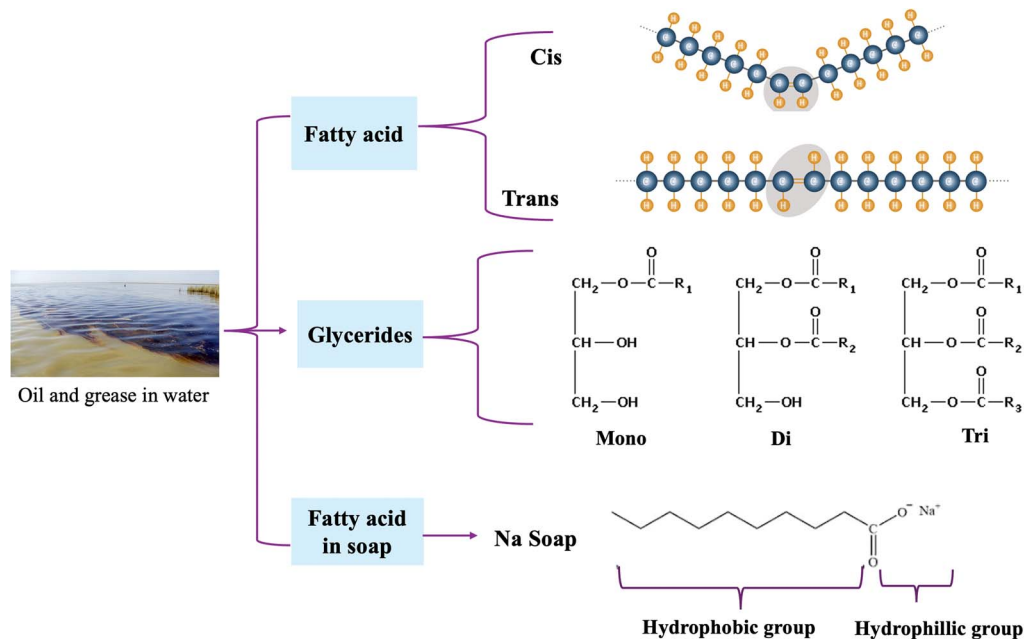 Cis
C C C C C C C C C C C C
H H H H H H H H H H H H H H H H H H H H H H
Fatty acid
Trans
H H H H H H H H H H H H
C C C C C C C C C C C C C
H H H H H H H H H H H H
Oil and grease in water
Glycerides
O
CH2—O—C—R1
CH—OH
CH2—OH
Mono
O
CH2—O—C—R1
O
CH—O—C—R2
CH2—OH
Di
O
CH2—O—C—R1
O
CH—O—C—R2
O
CH2—O—C—R3
Tri
Fatty acid
in soap
Na Soap
O− Na+
C
O
Hydrophobic group
Hydrophillic group